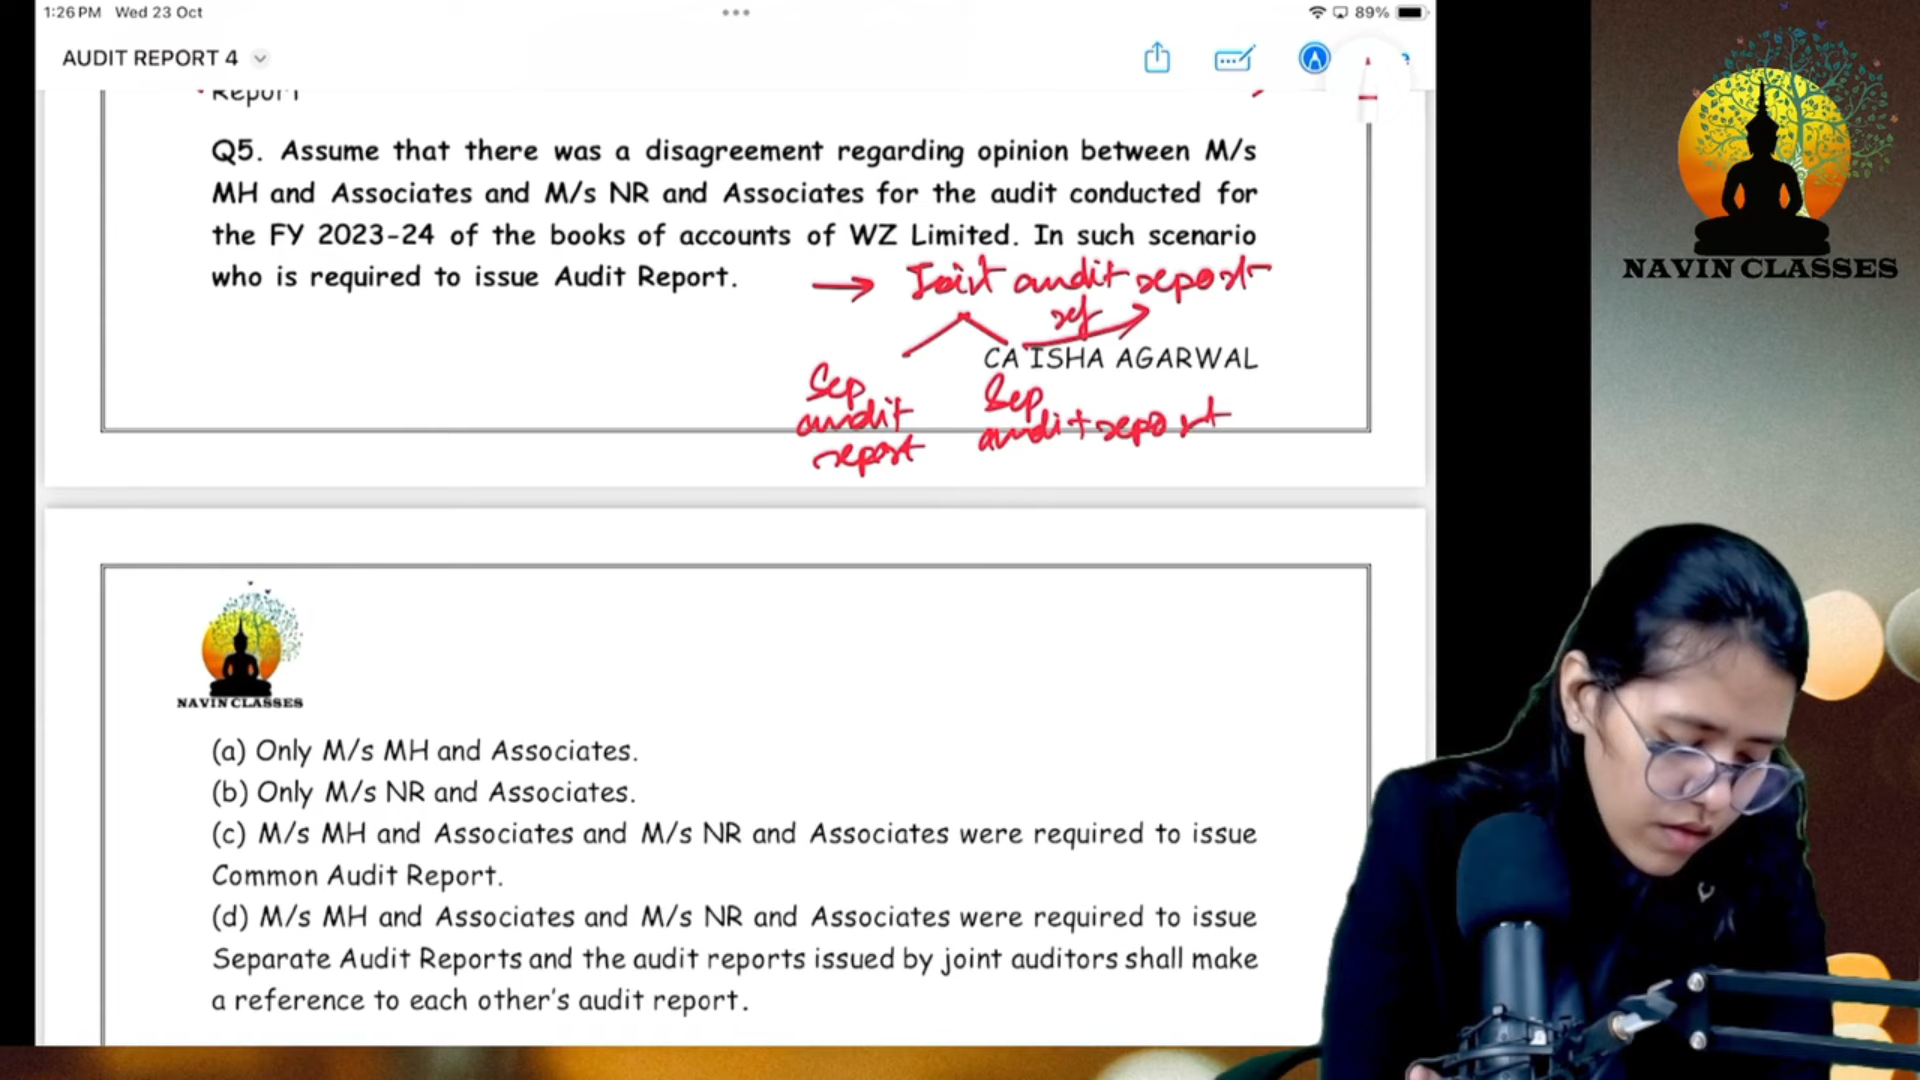 1:26 PM Wed 23 Oct
89%
AUDIT REPORT 4
Report
Q5. Assume that there was a disagreement regarding opinion between M/s
MH and Associates and M/s NR and Associates for the audit conducted for
the FY 2023-24 of the books of accounts of WZ Limited. In such scenario
who is required to issue Audit Report.
→ Joint audit report
ref
CA ISHA AGARWAL
Sep
audit
report
Sep
audit report
NAVIN CLASSES
(a) Only M/s MH and Associates.
(b) Only M/s NR and Associates.
(c) M/s MH and Associates and M/s NR and Associates were required to issue
Common Audit Report.
(d) M/s MH and Associates and M/s NR and Associates were required to issue
Separate Audit Reports and the audit reports issued by joint auditors shall make
a reference to each other's audit report.
NAVIN CLASSES